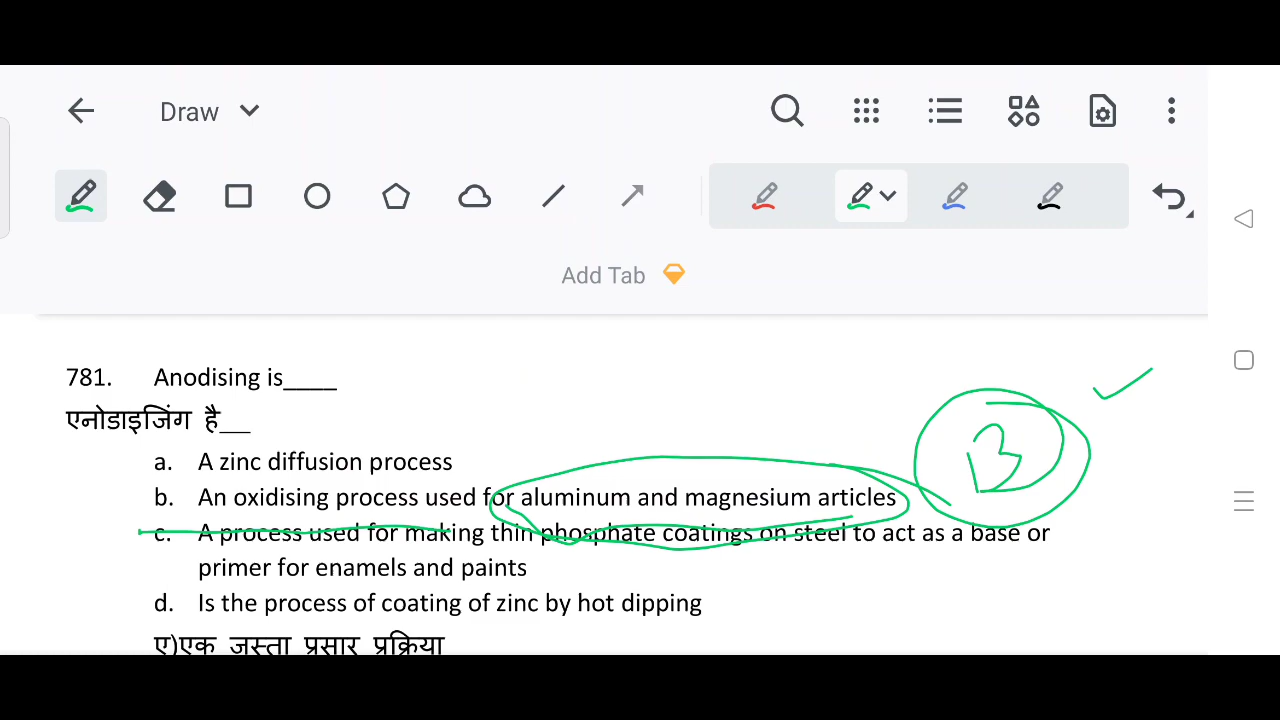 Draw
Add Tab
781. Anodising is____
एनोडाइजिंग है__
a. A zinc diffusion process
b. An oxidising process used for aluminum and magnesium articles
c. A process used for making thin phosphate coatings on steel to act as a base or
primer for enamels and paints
d. Is the process of coating of zinc by hot dipping
ए)एक जस्ता प्रसार प्रक्रिया
B